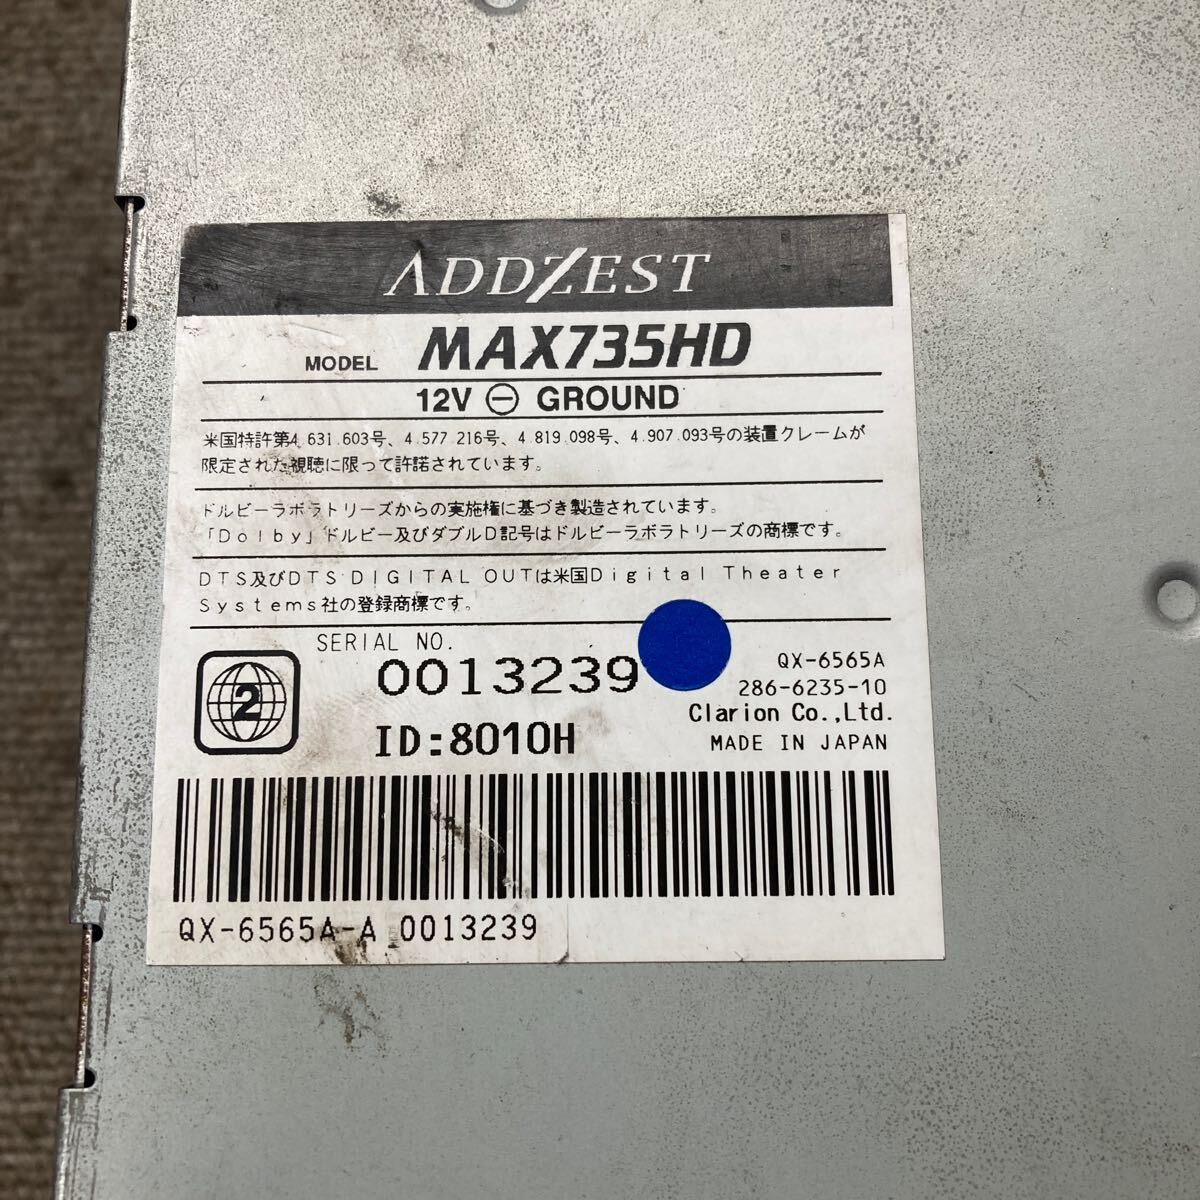 ADDZEST
MODEL MAX735HD
12V ⊖ GROUND
米国特許第4.631.603号、4.577.216号、4.819.098号、4.907.093号の装置クレームが
限定された視聴に限って許諾されています。
ドルビーラボラトリーズからの実施権に基づき製造されています。
「Dolby」ドルビー及びダブルD記号はドルビーラボラトリーズの商標です。
DTS及びDTS DIGITAL OUTは米国Digital Theater
Systems社の登録商標です。
SERIAL NO.
0013239
ID:8010H
2
QX-6565A
286-6235-10
Clarion Co.,Ltd.
MADE IN JAPAN
QX-6565A-A 0013239